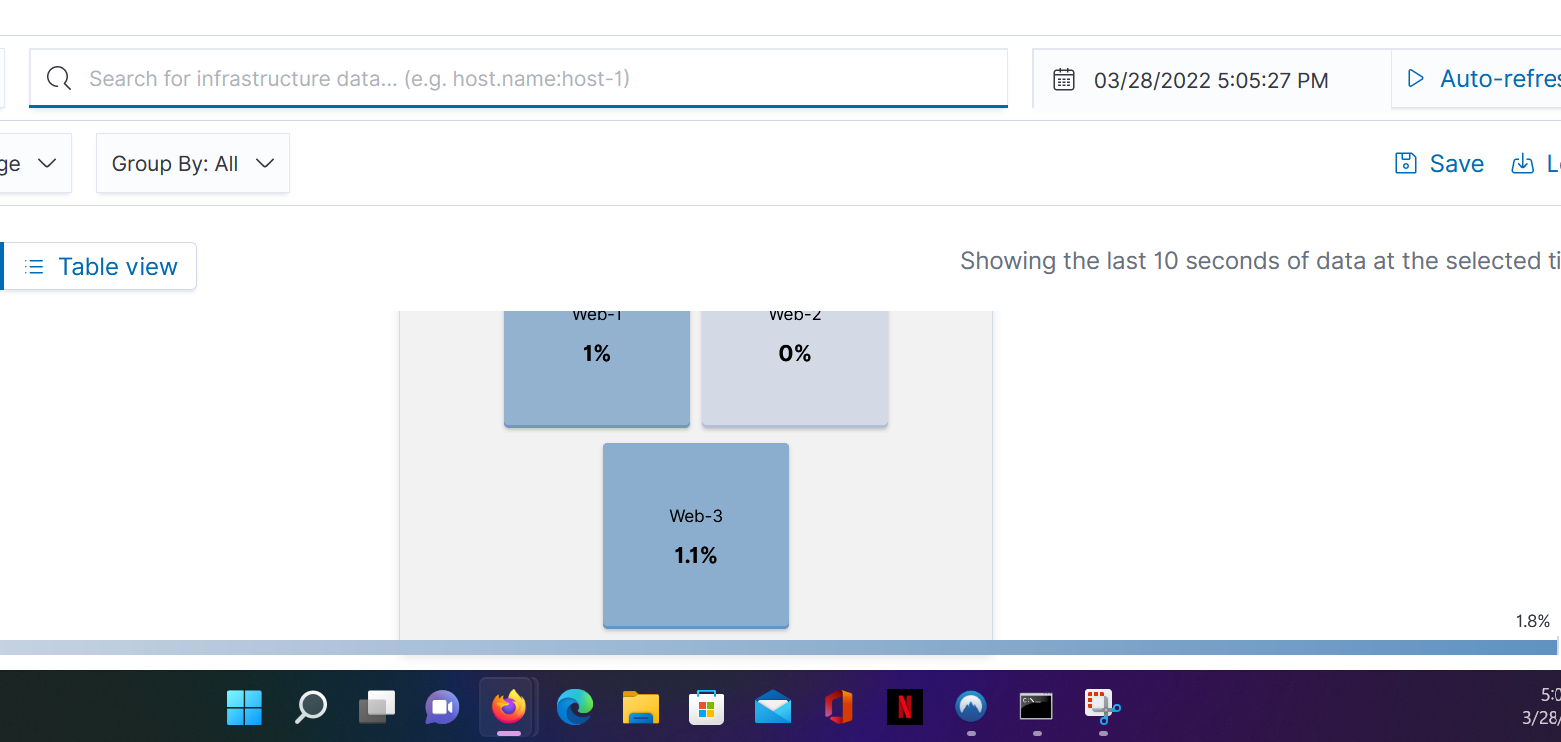 Search for infrastructure data... (e.g. host.name:host-1)
03/28/2022 5:05:27 PM
Auto-refres
ge
Group By: All
Save
Table view
Showing the last 10 seconds of data at the selected ti
Web-1
Web-2
1%
0%
Web-3
1.1%
1.8%
5:0
3/28/